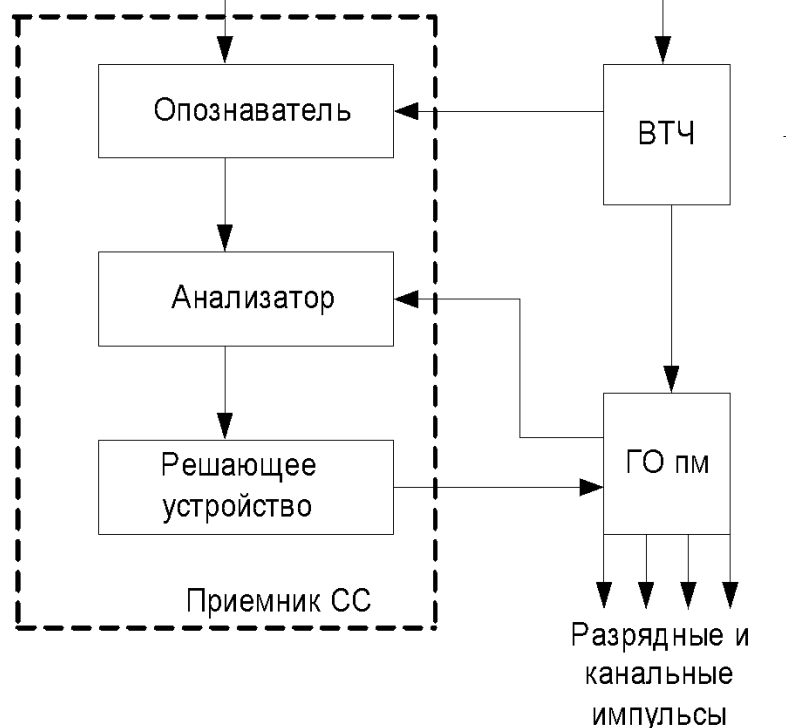 Опознаватель
ВТЧ
Анализатор
ГО пм
Решающее
устройство
Приемник СС
Разрядные и
канальные
импульсы